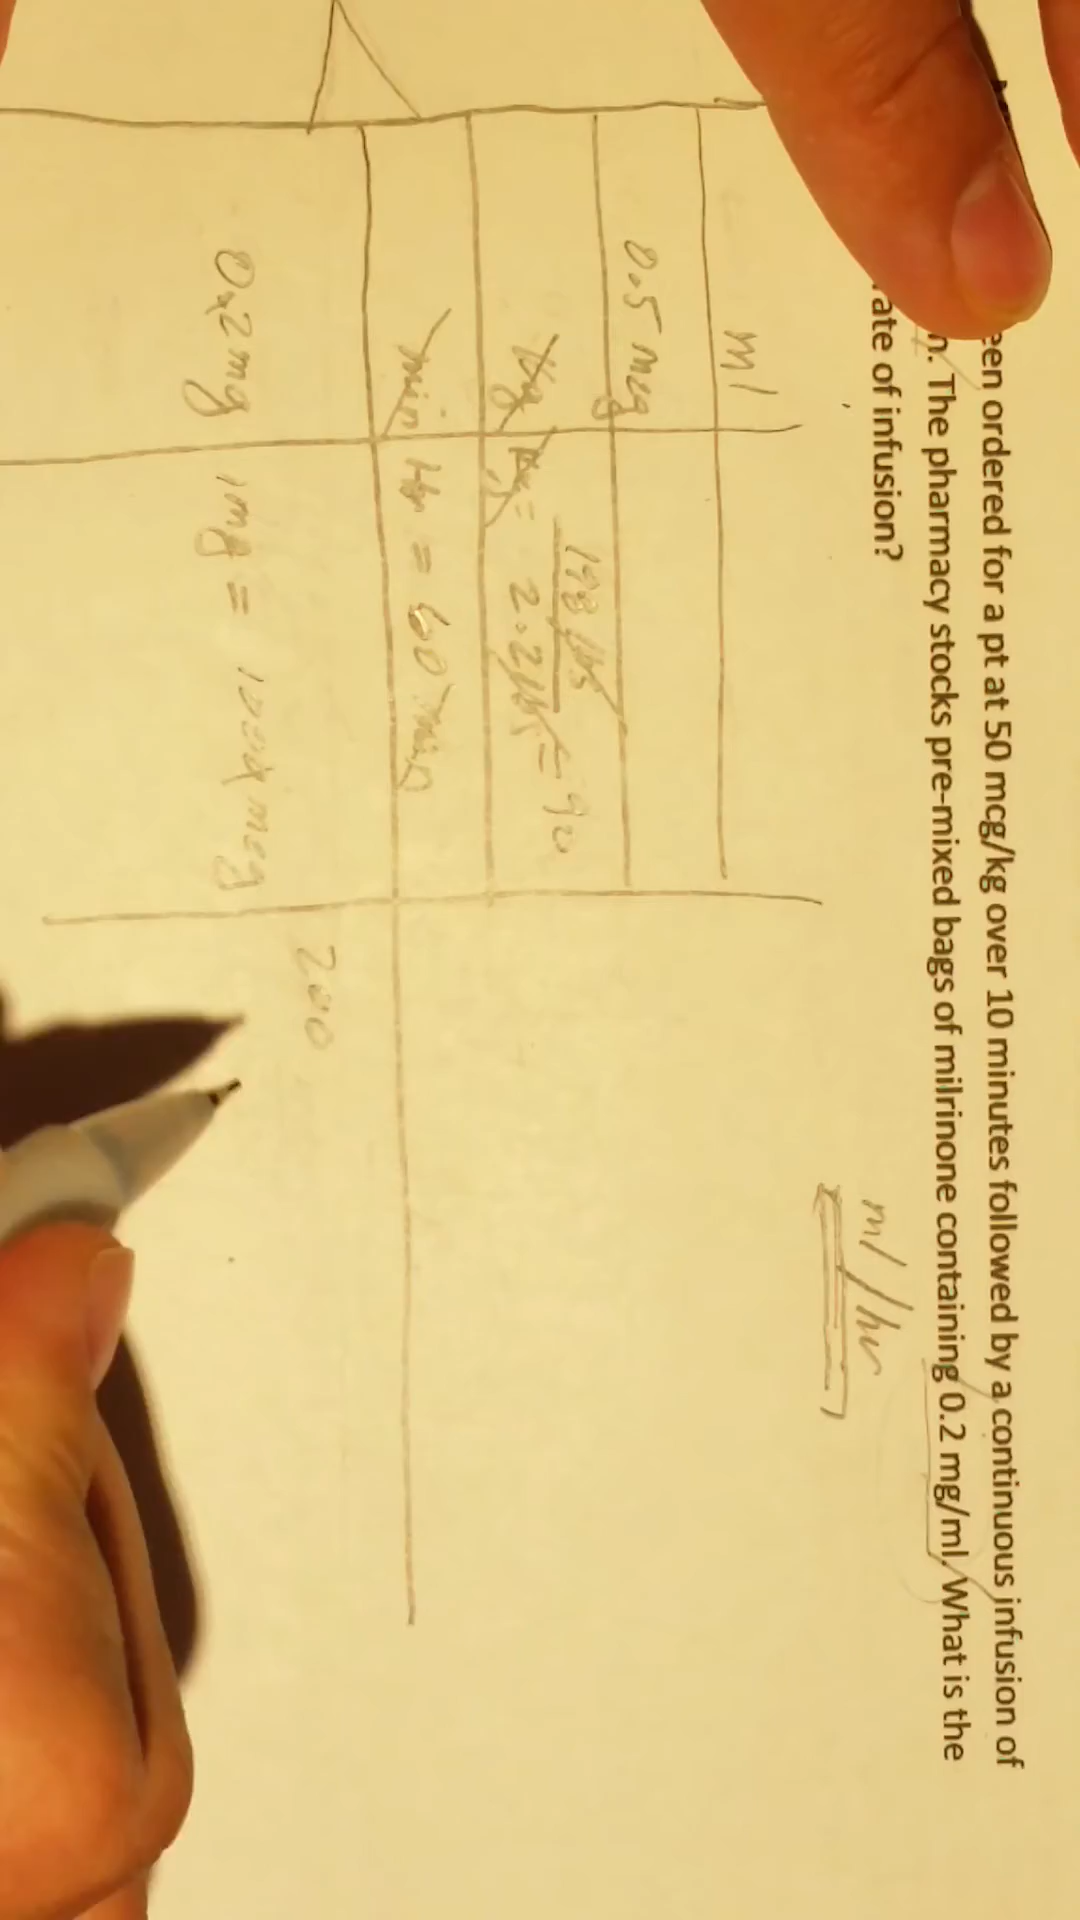 een ordered for a pt at 50 mcg/kg over 10 minutes followed by a continuous infusion of
n. The pharmacy stocks pre-mixed bags of milrinone containing 0.2 mg/ml. What is the
rate of infusion?
ml/hr
ml
0.5 mcg
198 lbs
kg kg = 2.2 lbs = 90
min Hr = 60 min
200
0.2 mg 1 mg = 1000 mcg